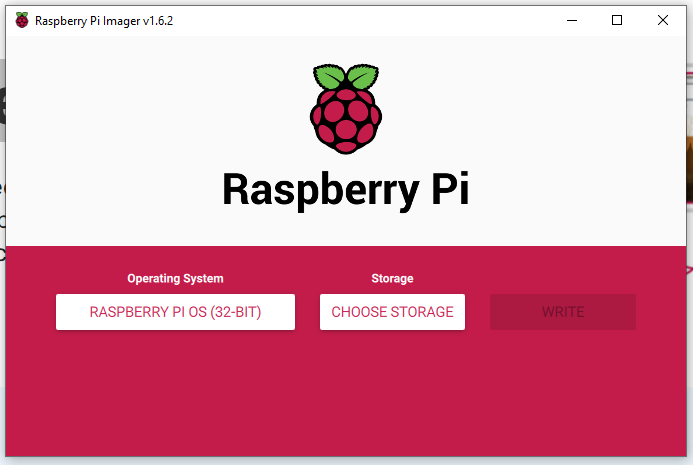 Raspberry Pi Imager v1.6.2
Raspberry Pi
Operating System
Storage
RASPBERRY PI OS (32-BIT)
CHOOSE STORAGE
WRITE